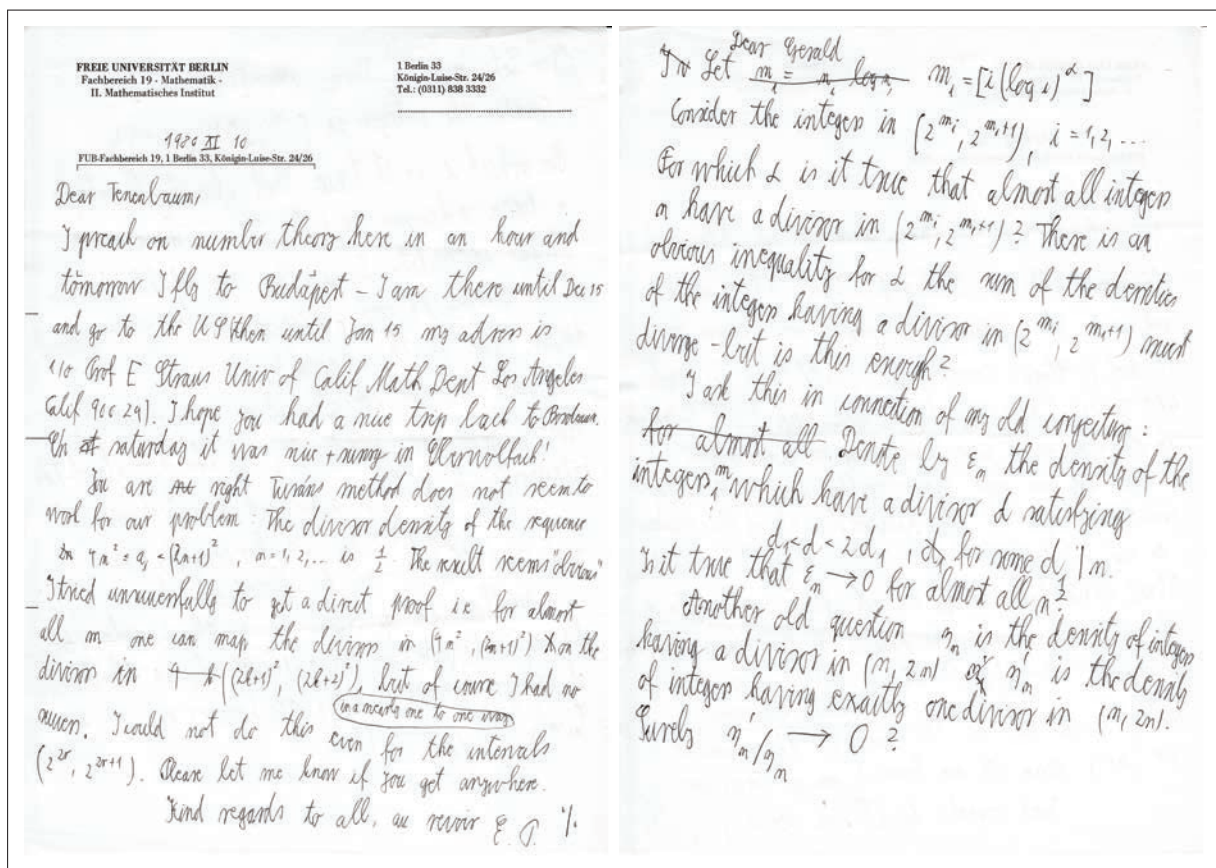 FREIE UNIVERSITÄT BERLIN
Fachbereich 19 - Mathematik -
II. Mathematisches Institut
1 Berlin 33
Königin-Luise-Str. 24/26
Tel.: (0311) 838 3332
1980 XI 10
FUB-Fachbereich 19, 1 Berlin 33, Königin-Luise-Str. 24/26
Dear Tenenbaum,
I preach on number theory here in an hour and
tomorrow I fly to Budapest - I am there until Dec 15
and go to the US (then until Jan 15 my adress is
c/o Prof E Straus Univ of Calif Math Dept Los Angeles
Calif 900 24). I hope you had a nice trip back to
On saturday it was nice + sunny in Oberwolfach!
You are right Turáns method does not seem to
work for our problem. The divisor density of the sequence
4n² ≤ a_j < (2n+1)², n = 1, 2, ... is 1/2. The result seems "obvious"
I tried unsuccessfully to get a direct proof i.e. for almost
all m one can map the divisors in (4n², (2n+1)²) on the
divisors in ((2l+1)², (2l+2)²), but of course I had no
(in a nearly one to one way)
success. I could not do this even for the intervals
(2^{2r}, 2^{2r+1}). Please let me know if you get anywhere.
Kind regards to all, au revoir E. P. ./.
Dear Gerald
Let m_i = [i (log i)^α]
Consider the integers in (2^{m_i}, 2^{m_i+1}), i = 1, 2, ...
For which α is it true that almost all integers
n have a divisor in (2^{m_i}, 2^{m_i+1})? There is an
obvious inequality for α the sum of the densities
of the integers having a divisor in (2^{m_i}, 2^{m_i+1}) must
diverge - but is this enough?
I ask this in connection of my old conjecture:
for almost all Denote by ε_n the density of the
integers m which have a divisor d satisfying
d_1 < d < 2d_1, for some d_1 | n.
Is it true that ε_n → 0 for almost all n?
Another old question η_n is the density of integers
having a divisor in (n, 2n) η'_n is the density
of integers having exactly one divisor in (n, 2n).
Surely η'_n / η_n → 0 ?